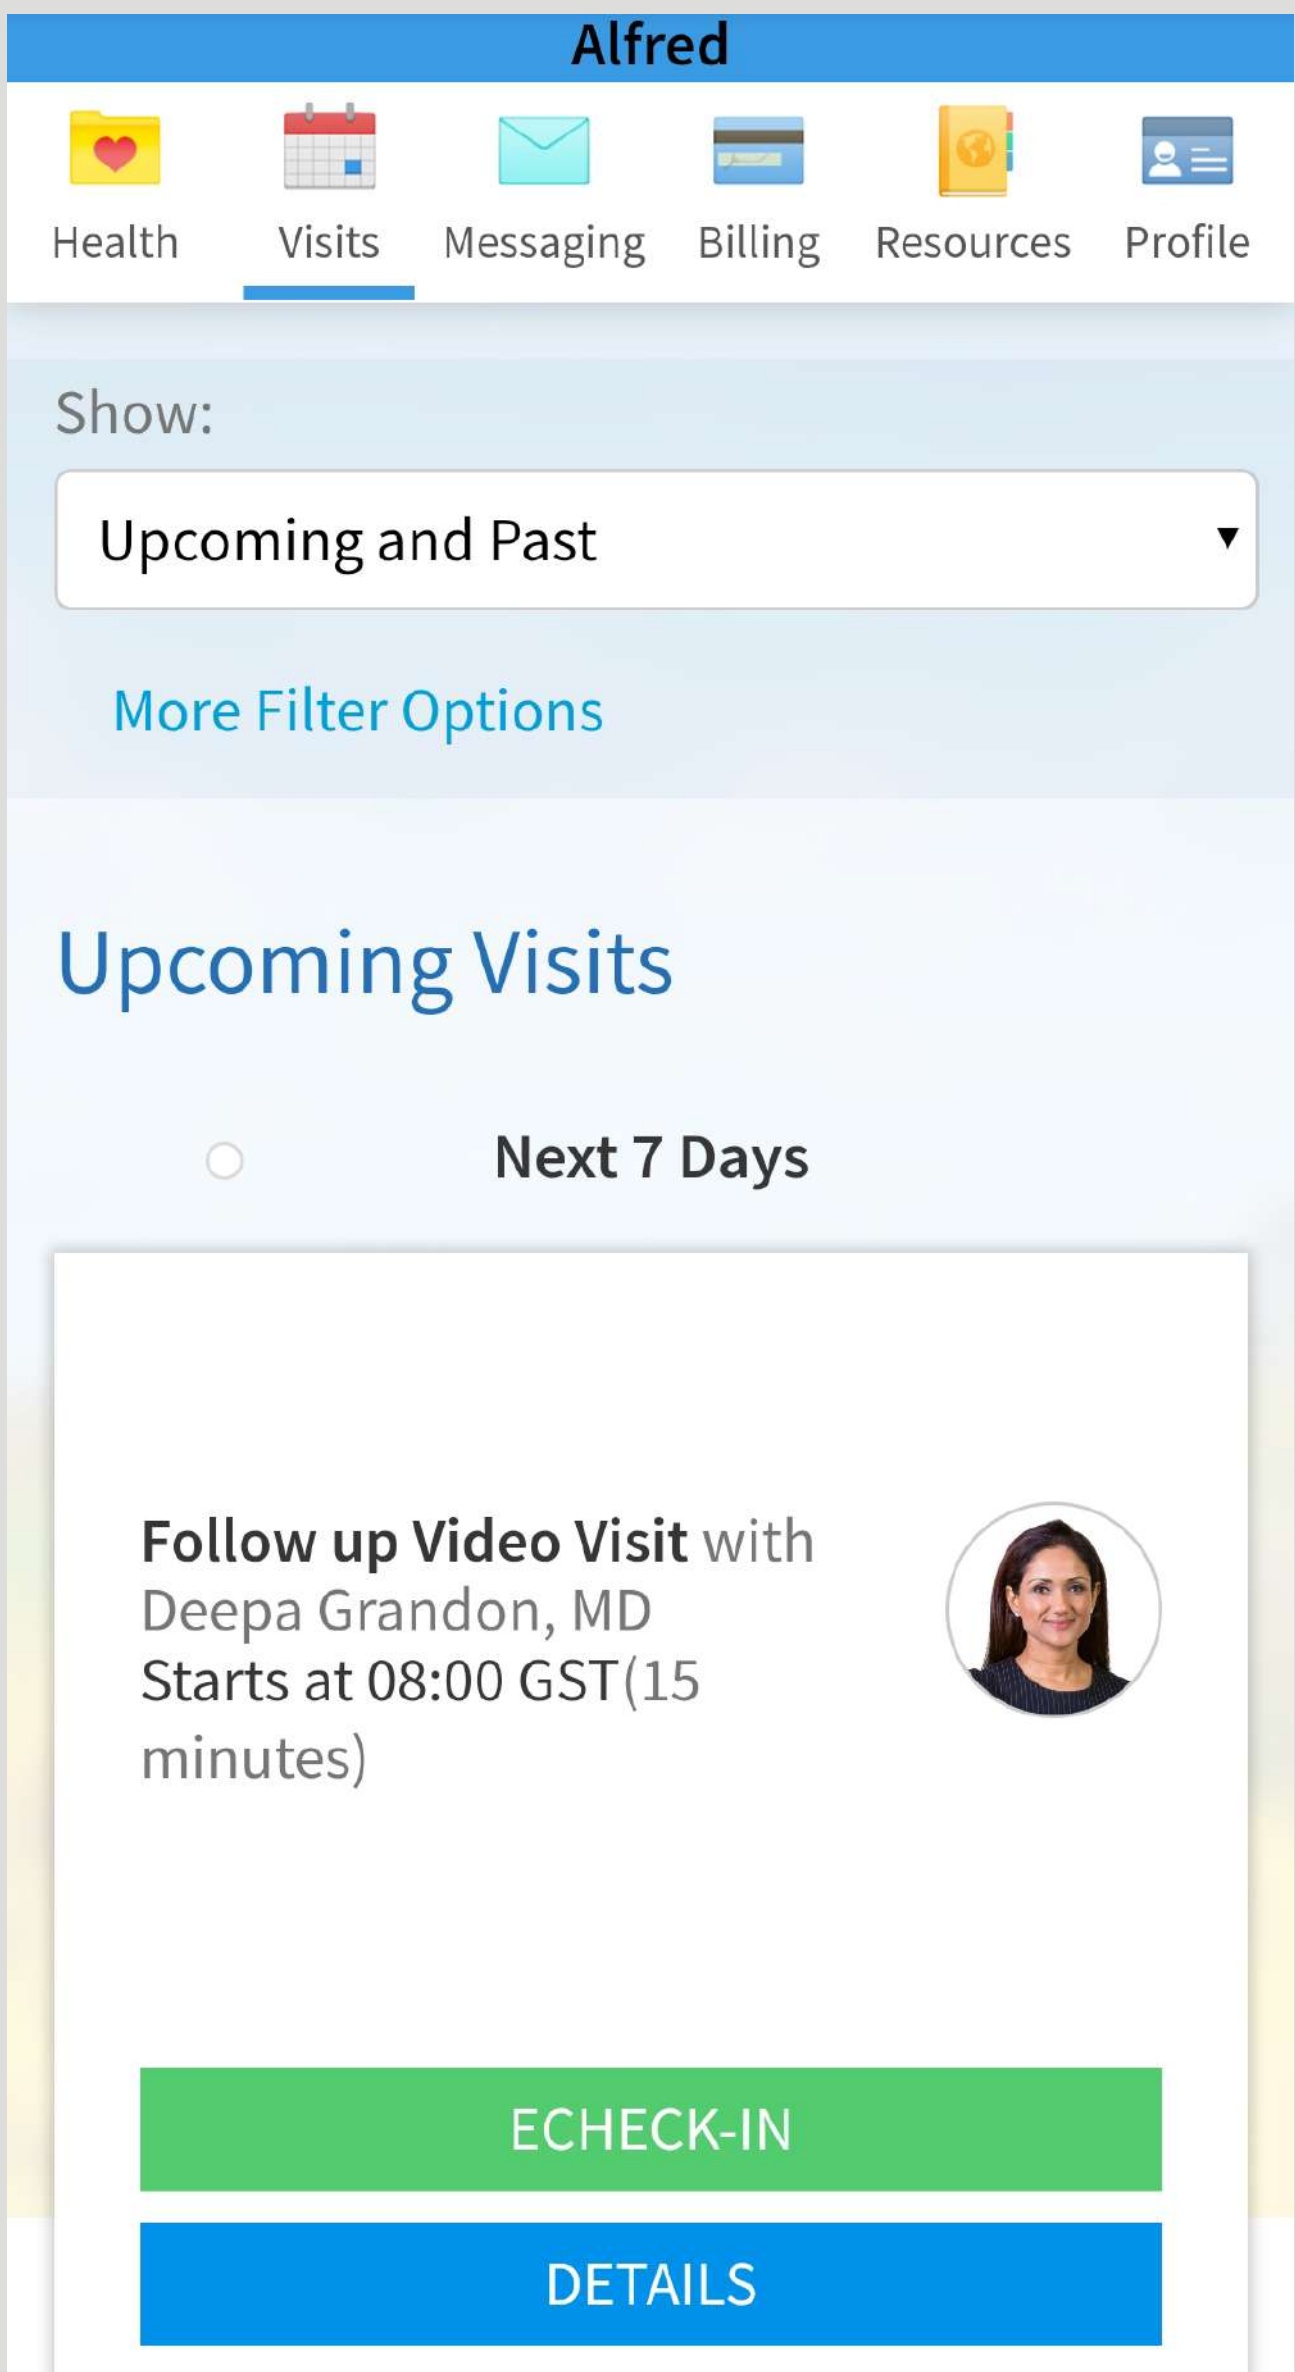 Alfred
Health Visits Messaging Billing Resources Profile
Show:
Upcoming and Past
More Filter Options
Upcoming Visits
Next 7 Days
Follow up Video Visit with
Deepa Grandon, MD
Starts at 08:00 GST(15
minutes)
ECHECK-IN
DETAILS